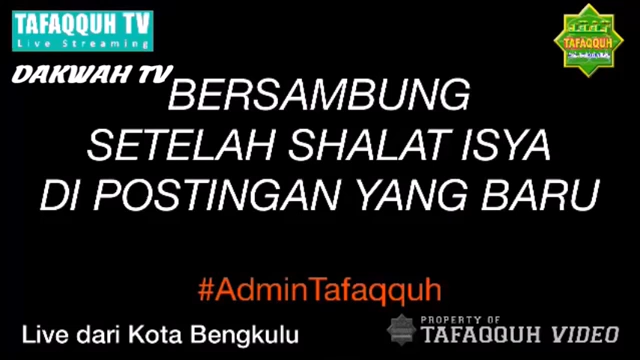 TAFAQQUH TV
Live Streaming
DAKWAH TV
TAFAQQUH
BERSAMBUNG
SETELAH SHALAT ISYA
DI POSTINGAN YANG BARU
#AdminTafaqquh
Live dari Kota Bengkulu
PROPERTY OF
TAFAQQUH VIDEO